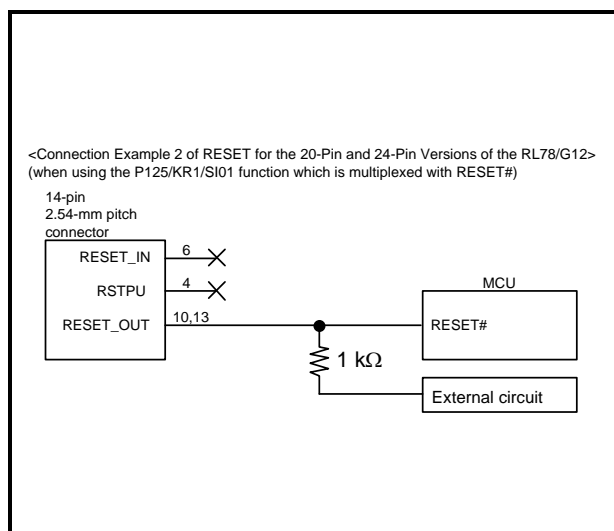 <Connection Example 2 of RESET for the 20-Pin and 24-Pin Versions of the RL78/G12>
(when using the P125/KR1/SI01 function which is multiplexed with RESET#)
14-pin
2.54-mm pitch
connector
RESET_IN
6
RSTPU
4
RESET_OUT
10,13
MCU
RESET#
1 kΩ
External circuit